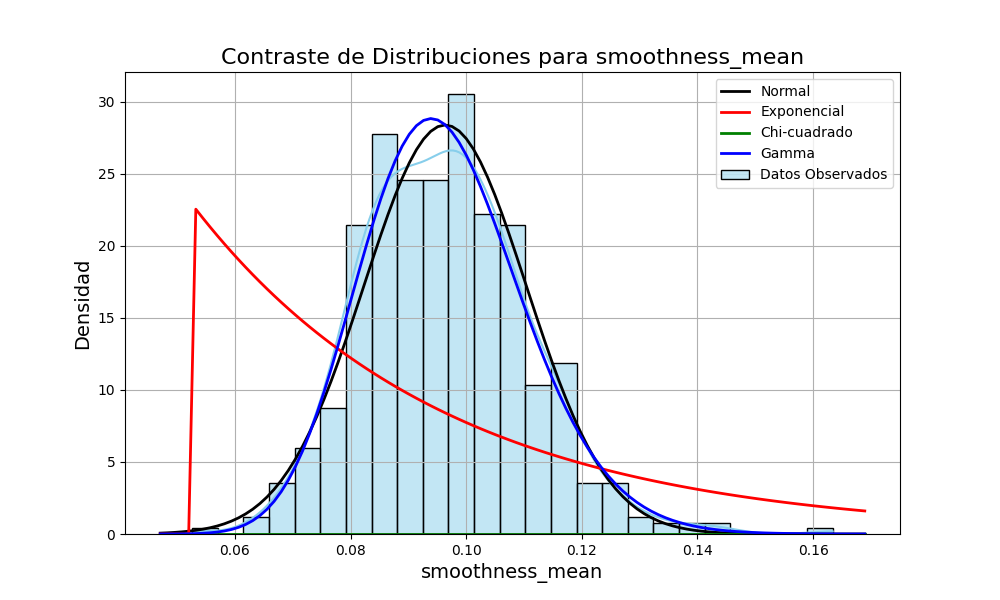 Contraste de Distribuciones para smoothness_mean
Normal
Exponencial
Chi-cuadrado
Gamma
Datos Observados
Densidad
30
25
20
15
10
5
0
0.06 0.08 0.10 0.12 0.14 0.16
smoothness_mean